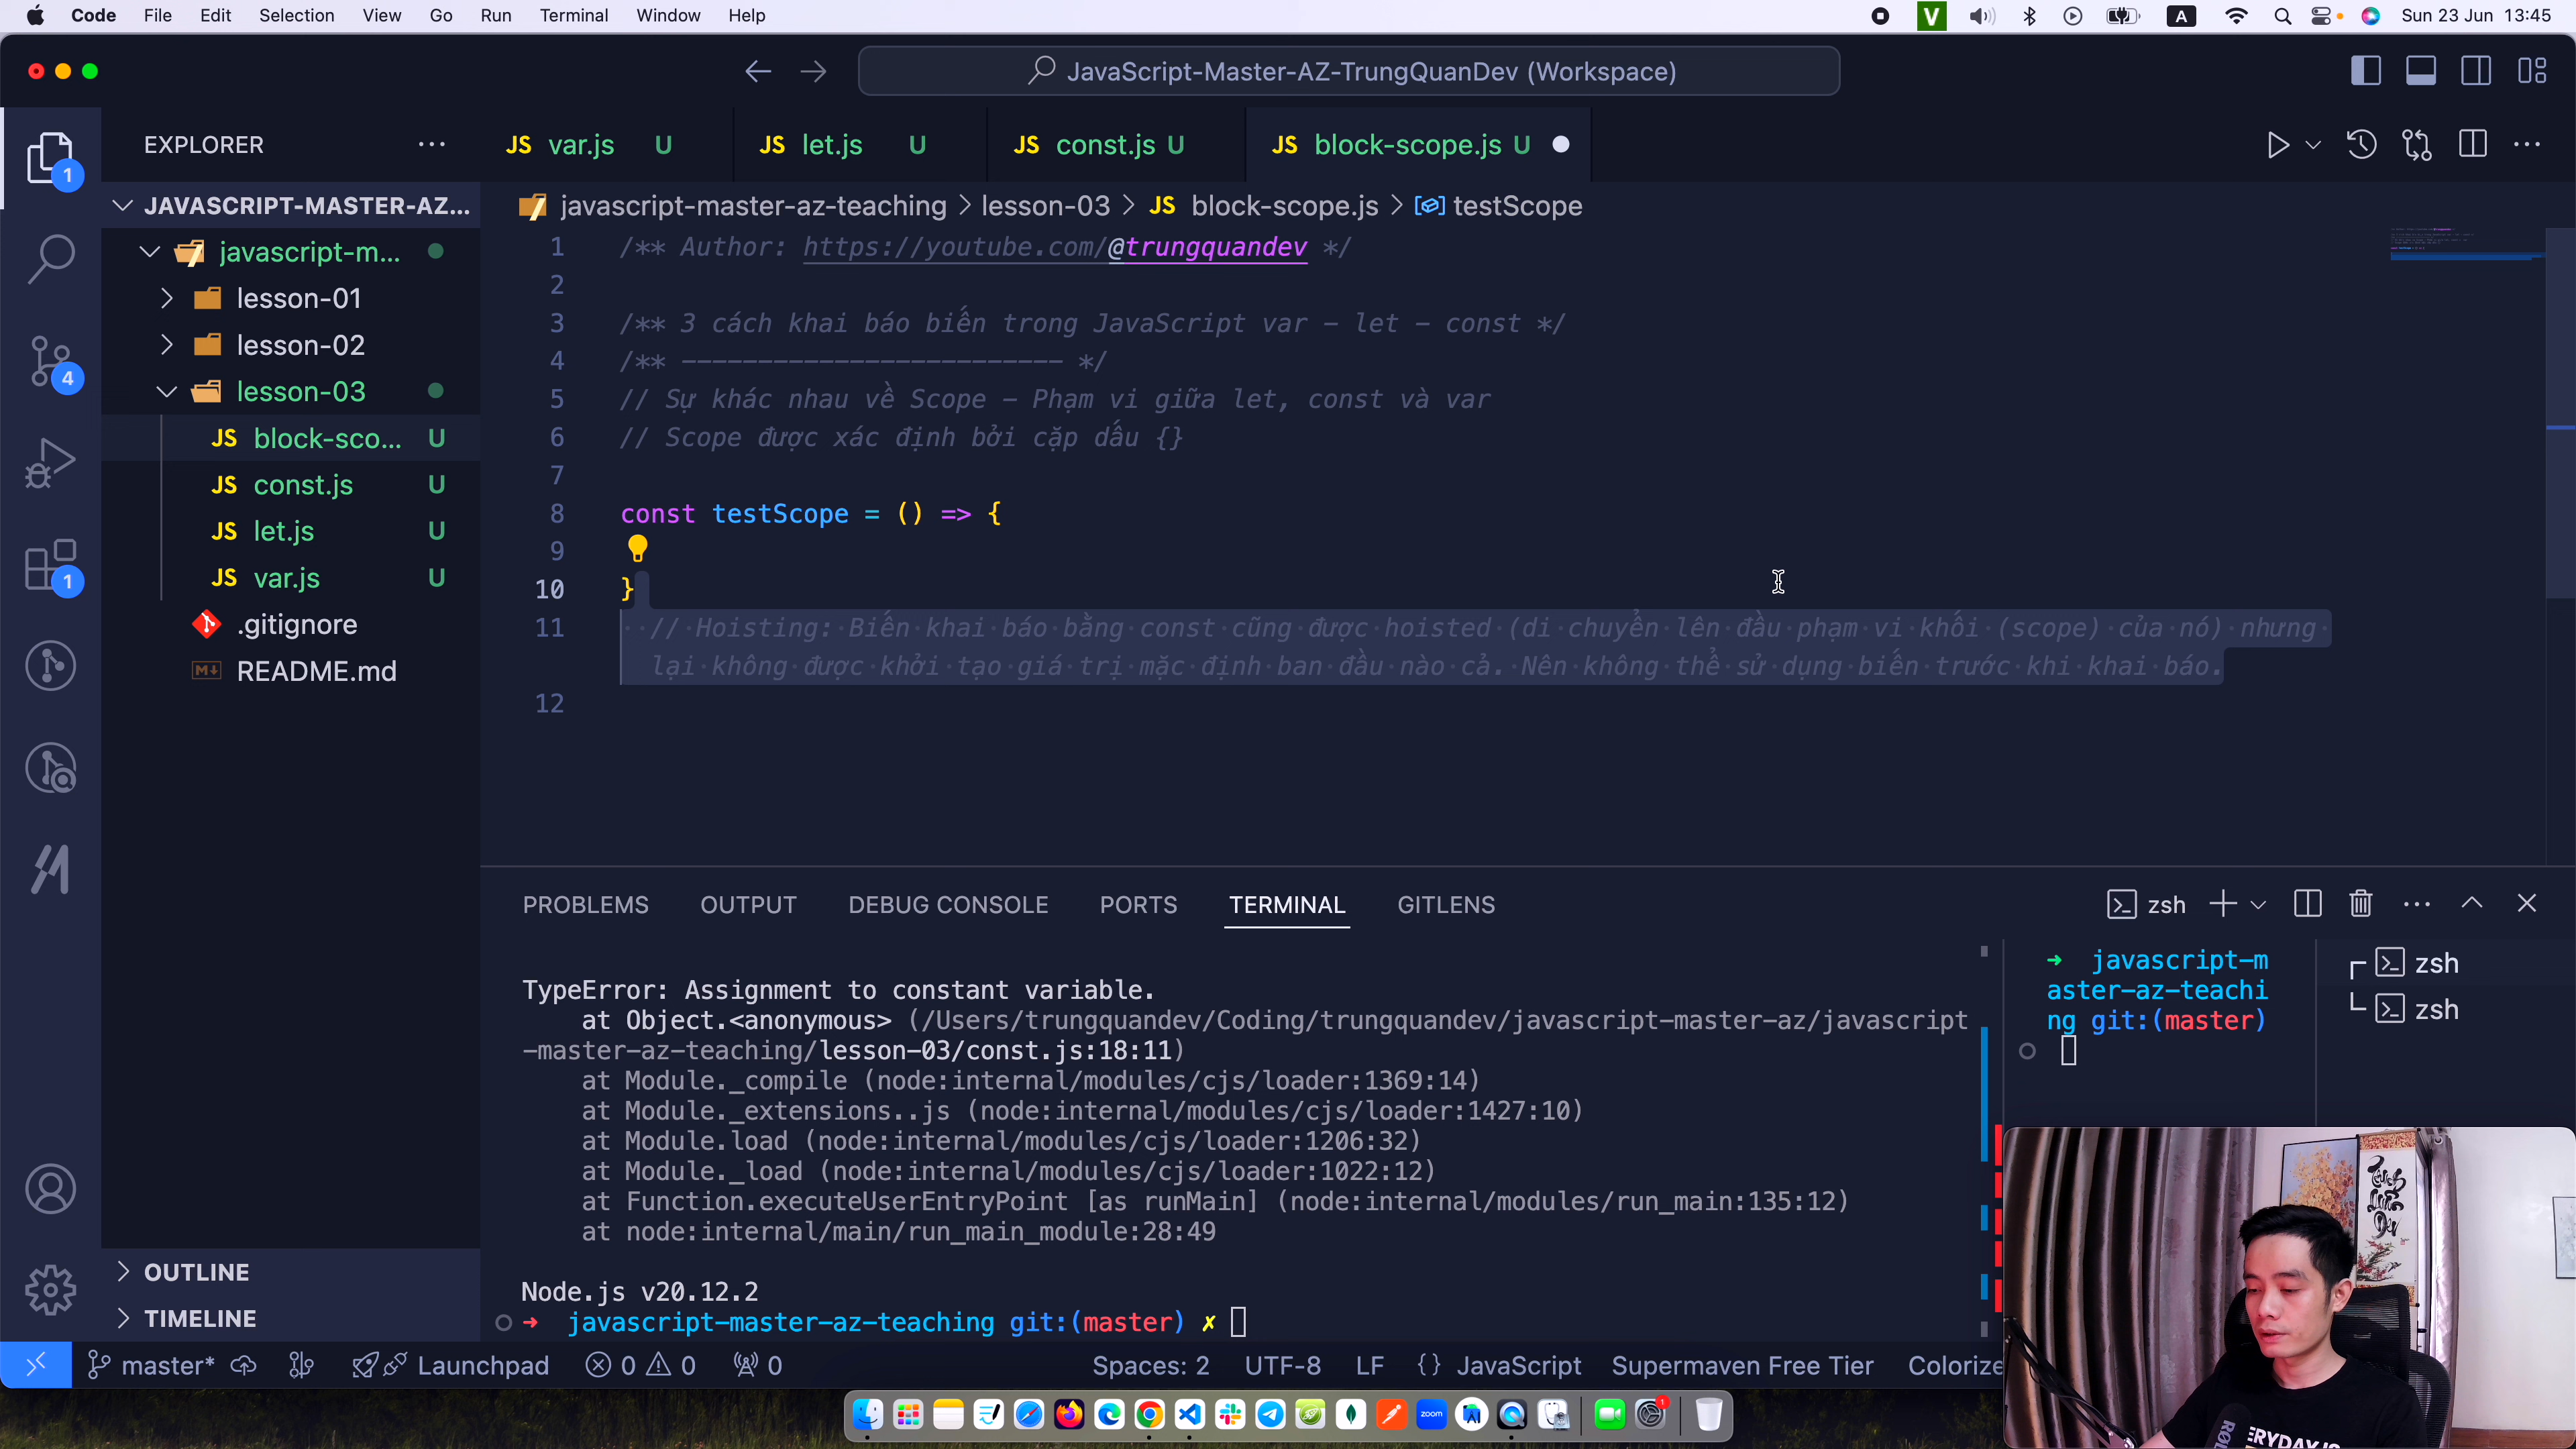 Code File Edit Selection View Go Run Terminal Window Help
V A Sun 23 Jun 13:45
JavaScript-Master-AZ-TrungQuanDev (Workspace)
EXPLORER
JS var.js U JS let.js U JS const.js U JS block-scope.js U
JAVASCRIPT-MASTER-AZ...
javascript-m...
lesson-01
lesson-02
lesson-03
JS block-sco... U
JS const.js U
JS let.js U
JS var.js U
.gitignore
README.md
OUTLINE
TIMELINE
1
4
1
javascript-master-az-teaching > lesson-03 > JS block-scope.js > testScope
1 /** Author: https://youtube.com/@trungquandev */
2
3 /** 3 cách khai báo biến trong JavaScript var - let - const */
4 /** ------------------------- */
5 // Sự khác nhau về Scope - Phạm vi giữa let, const và var
6 // Scope được xác định bởi cặp dấu {}
7
8 const testScope = () => {
9
10 }
11 // Hoisting: Biến khai báo bằng const cũng được hoisted (di chuyển lên đầu phạm vi khối (scope) của nó) nhưng
lại không được khởi tạo giá trị mặc định ban đầu nào cả. Nên không thể sử dụng biến trước khi khai báo.
12
PROBLEMS OUTPUT DEBUG CONSOLE PORTS TERMINAL GITLENS
zsh
TypeError: Assignment to constant variable.
at Object.<anonymous> (/Users/trungquandev/Coding/trungquandev/javascript-master-az/javascript
-master-az-teaching/lesson-03/const.js:18:11)
at Module._compile (node:internal/modules/cjs/loader:1369:14)
at Module._extensions..js (node:internal/modules/cjs/loader:1427:10)
at Module.load (node:internal/modules/cjs/loader:1206:32)
at Module._load (node:internal/modules/cjs/loader:1022:12)
at Function.executeUserEntryPoint [as runMain] (node:internal/modules/run_main:135:12)
at node:internal/main/run_main_module:28:49
Node.js v20.12.2
➜ javascript-master-az-teaching git:(master) ✗
➜ javascript-m
aster-az-teachi
ng git:(master)
zsh
zsh
master* Launchpad 0 0 0 Spaces: 2 UTF-8 LF {} JavaScript Supermaven Free Tier Colorize
zoom
1